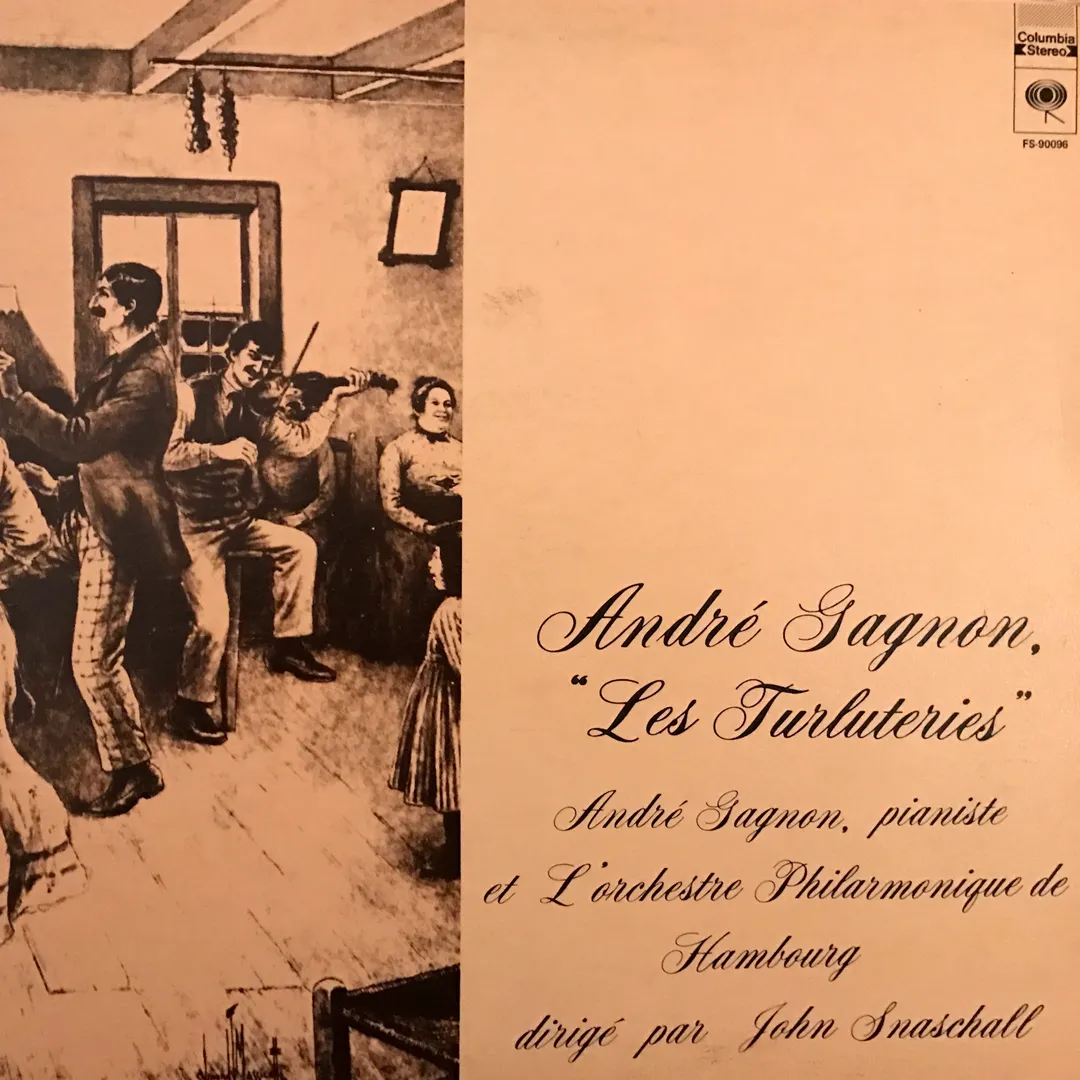 Columbia
Stereo
FS-90096
André Gagnon,
"Les Turluteries"
André Gagnon, pianiste
et L'orchestre Philarmonique de
Hambourg
dirigé par John Snaschall